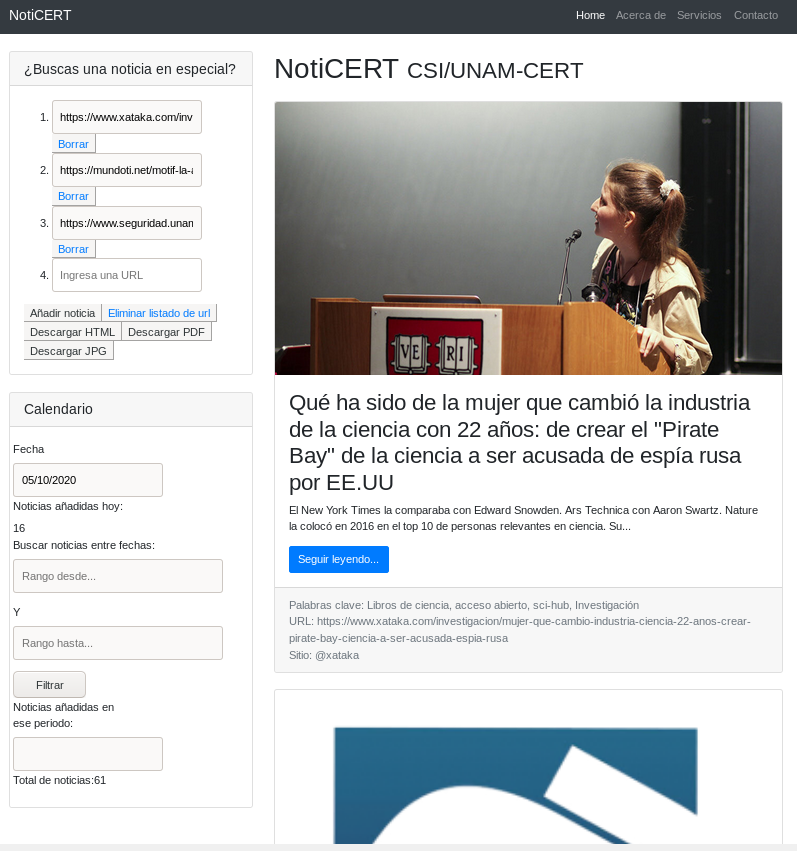 NotiCERT
Home Acerca de Servicios Contacto
¿Buscas una noticia en especial?
1. https://www.xataka.com/inv
Borrar
2. https://mundoti.net/motif-la-a
Borrar
3. https://www.seguridad.unam
Borrar
4. Ingresa una URL
Añadir noticia Eliminar listado de url
Descargar HTML Descargar PDF
Descargar JPG
Calendario
Fecha
05/10/2020
Noticias añadidas hoy:
16
Buscar noticias entre fechas:
Rango desde...
Y
Rango hasta...
Filtrar
Noticias añadidas en
ese periodo:
Total de noticias:61
NotiCERT CSI/UNAM-CERT
VE RI
Qué ha sido de la mujer que cambió la industria
de la ciencia con 22 años: de crear el "Pirate
Bay" de la ciencia a ser acusada de espía rusa
por EE.UU
El New York Times la comparaba con Edward Snowden. Ars Technica con Aaron Swartz. Nature
la colocó en 2016 en el top 10 de personas relevantes en ciencia. Su...
Seguir leyendo...
Palabras clave: Libros de ciencia, acceso abierto, sci-hub, Investigación
URL: https://www.xataka.com/investigacion/mujer-que-cambio-industria-ciencia-22-anos-crear-
pirate-bay-ciencia-a-ser-acusada-espia-rusa
Sitio: @xataka